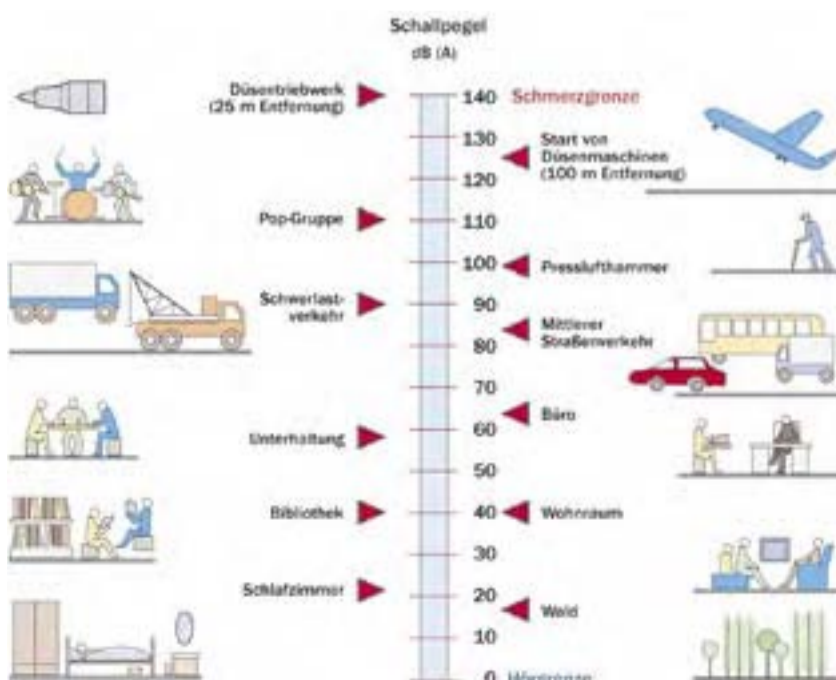 Schallpegel
dB (A)
Düsentriebwerk
(25 m Entfernung)
140 Schmerzgrenze
130
Start von
Düsenmaschinen
(100 m Entfernung)
120
Pop-Gruppe
110
100
Presslufthammer
Schwerlast-
verkehr
90
Mittlerer
Straßenverkehr
80
70
Büro
60
Unterhaltung
50
Bibliothek
40
Wohnraum
30
Schlafzimmer
20
Wald
10
0